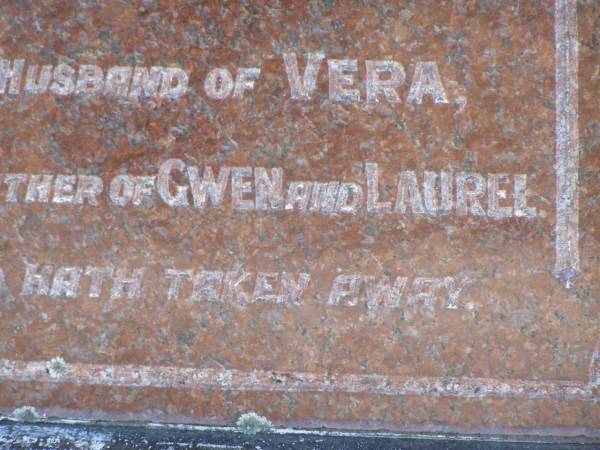 HUSBAND OF VERA,
THER OF GWEN AND LAUREL.
HATH TAKEN AWAY.